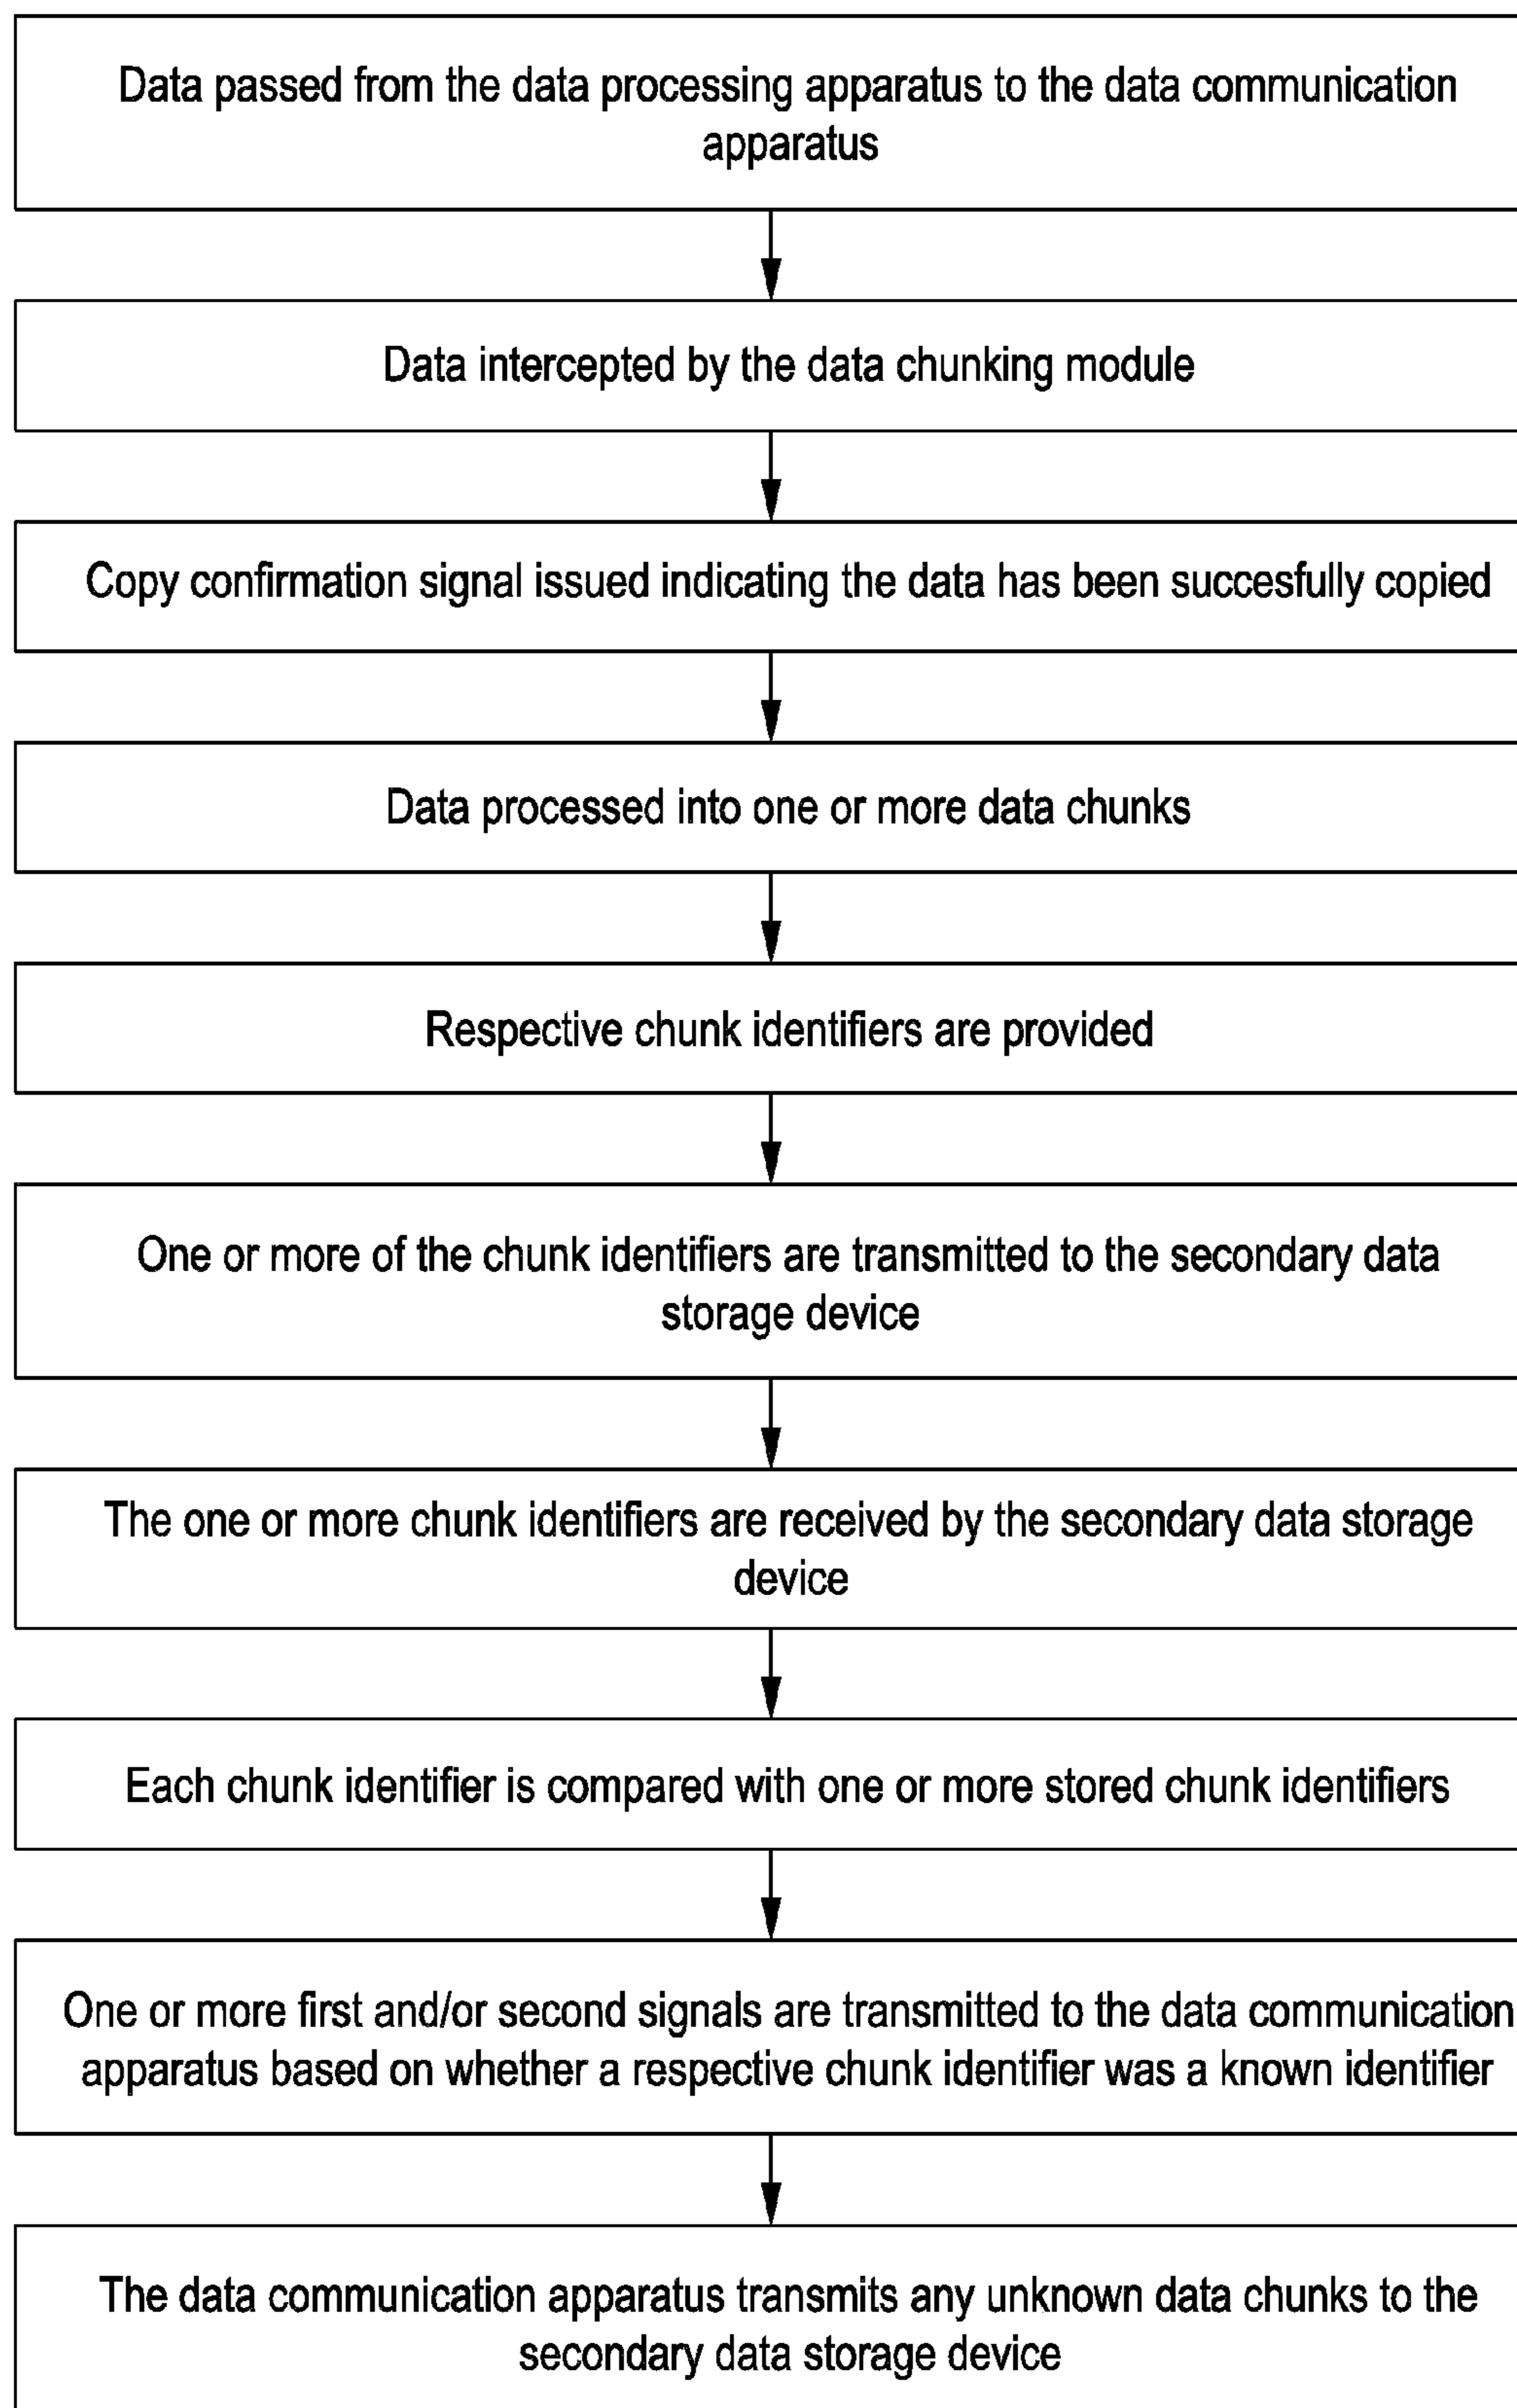 Data passed from the data processing apparatus to the data communication
apparatus
Data intercepted by the data chunking module
Copy confirmation signal issued indicating the data has been succesfully copied
Data processed into one or more data chunks
Respective chunk identifiers are provided
One or more of the chunk identifiers are transmitted to the secondary data
storage device
The one or more chunk identifiers are received by the secondary data storage
device
Each chunk identifier is compared with one or more stored chunk identifiers
One or more first and/or second signals are transmitted to the data communication
apparatus based on whether a respective chunk identifier was a known identifier
The data communication apparatus transmits any unknown data chunks to the
secondary data storage device